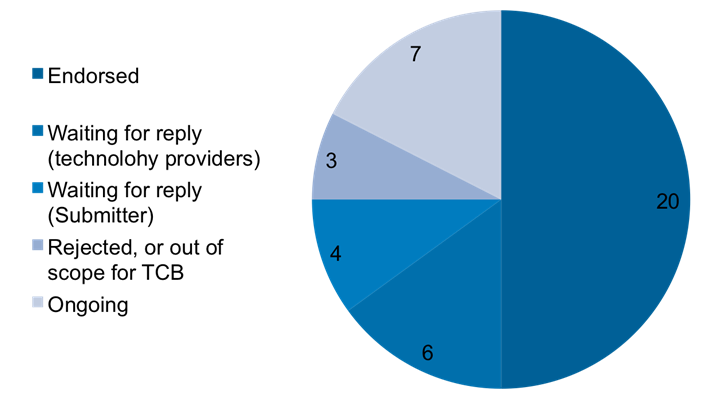 Endorsed
Waiting for reply
(technolohy providers)
Waiting for reply
(Submitter)
Rejected, or out of
scope for TCB
Ongoing
7
3
20
4
6